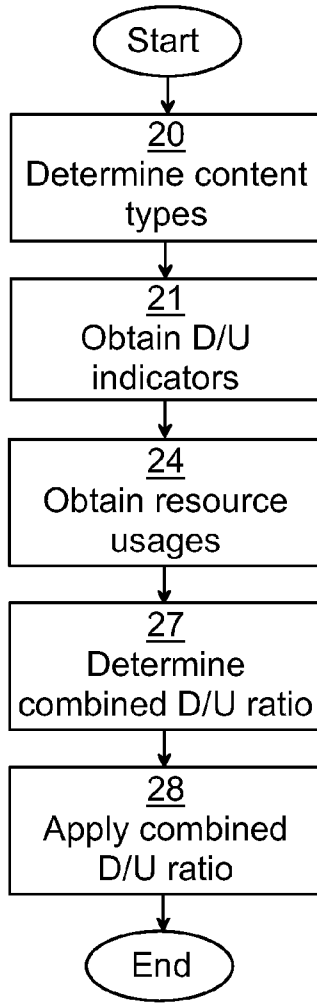 Start
20
Determine content
types
21
Obtain D/U
indicators
24
Obtain resource
usages
27
Determine
combined D/U ratio
28
Apply combined
D/U ratio
End